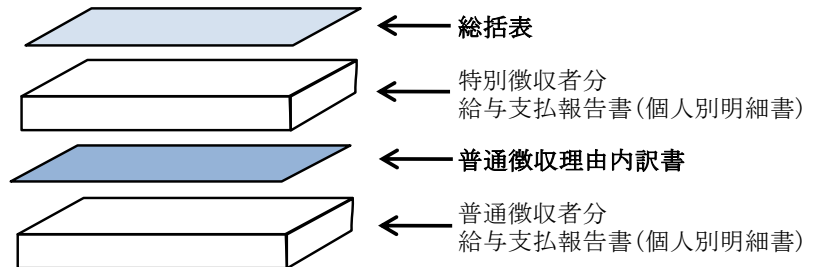 総括表
特別徴収者分
給与支払報告書(個人別明細書)
普通徴収理由内訳書
普通徴収者分
給与支払報告書(個人別明細書)